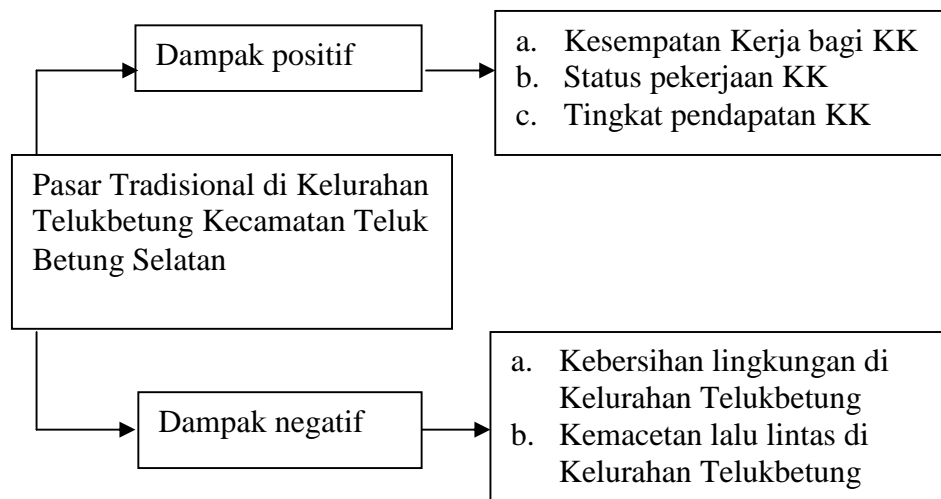 Dampak positif
a. Kesempatan Kerja bagi KK
b. Status pekerjaan KK
c. Tingkat pendapatan KK
Pasar Tradisional di Kelurahan
Telukbetung Kecamatan Teluk
Betung Selatan
Dampak negatif
a. Kebersihan lingkungan di
Kelurahan Telukbetung
b. Kemacetan lalu lintas di
Kelurahan Telukbetung